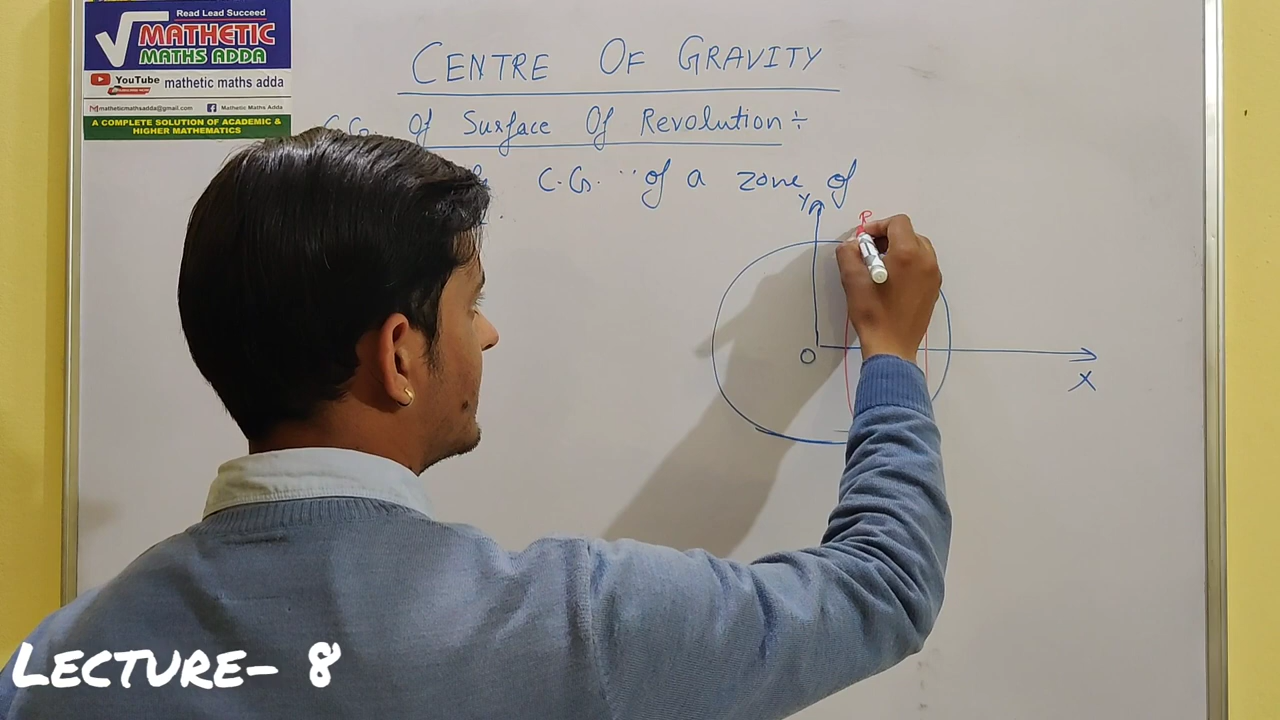 Read Lead Succeed
MATHETIC
MATHS ADDA
YouTube mathetic maths adda
matheticmathsadda@gmail.com Mathetic Maths Adda
A COMPLETE SOLUTION OF ACADEMIC &
HIGHER MATHEMATICS
CENTRE OF GRAVITY
C.G. Of Surface Of Revolution ÷
C.G. of a zone of
Y
P
O
X
LECTURE- 8